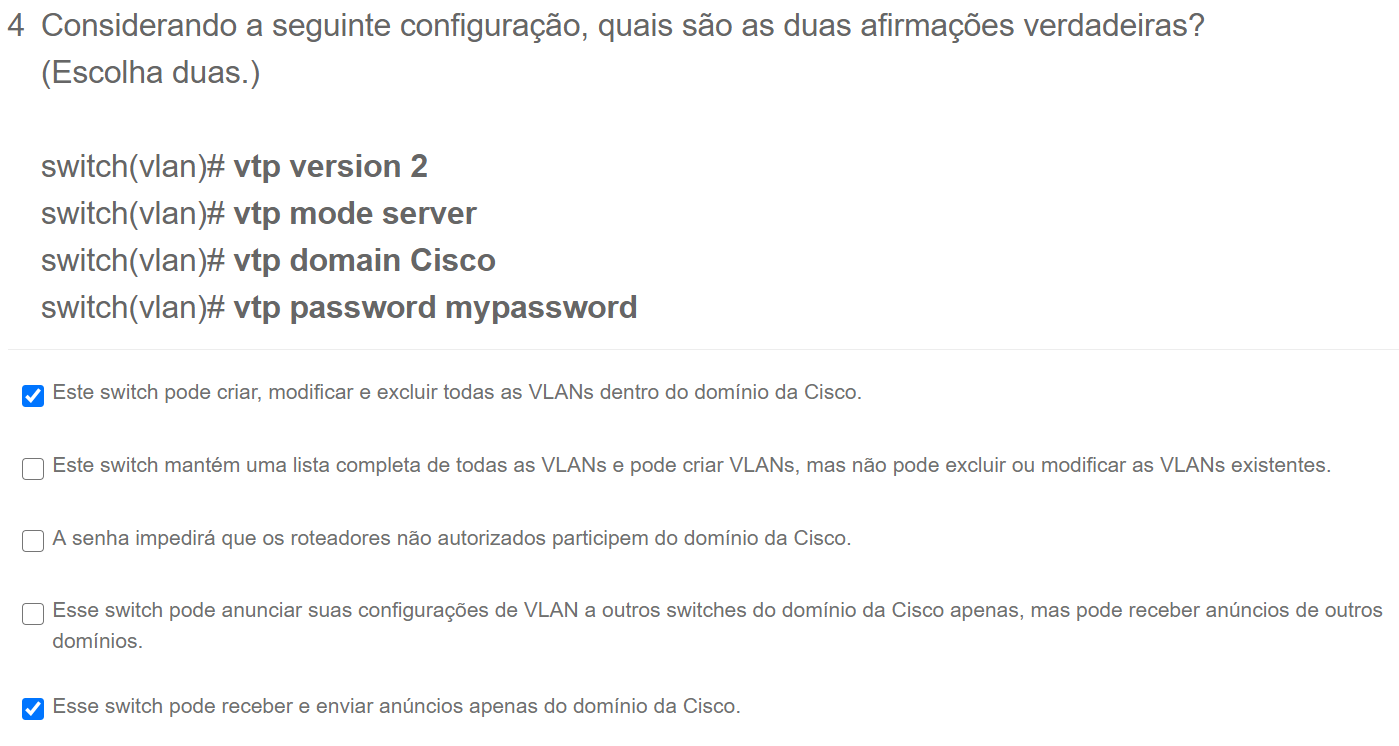 4 Considerando a seguinte configuração, quais são as duas afirmações verdadeiras?
(Escolha duas.)
switch(vlan)# vtp version 2
switch(vlan)# vtp mode server
switch(vlan)# vtp domain Cisco
switch(vlan)# vtp password mypassword
Este switch pode criar, modificar e excluir todas as VLANs dentro do domínio da Cisco.
Este switch mantém uma lista completa de todas as VLANs e pode criar VLANs, mas não pode excluir ou modificar as VLANs existentes.
A senha impedirá que os roteadores não autorizados participem do domínio da Cisco.
Esse switch pode anunciar suas configurações de VLAN a outros switches do domínio da Cisco apenas, mas pode receber anúncios de outros
domínios.
Esse switch pode receber e enviar anúncios apenas do domínio da Cisco.